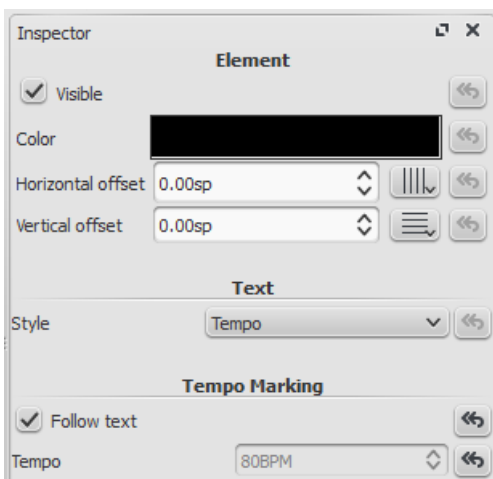 Inspector
Element
Visible
Color
Horizontal offset 0.00sp
Vertical offset 0.00sp
Text
Style Tempo
Tempo Marking
Follow text
Tempo 80BPM